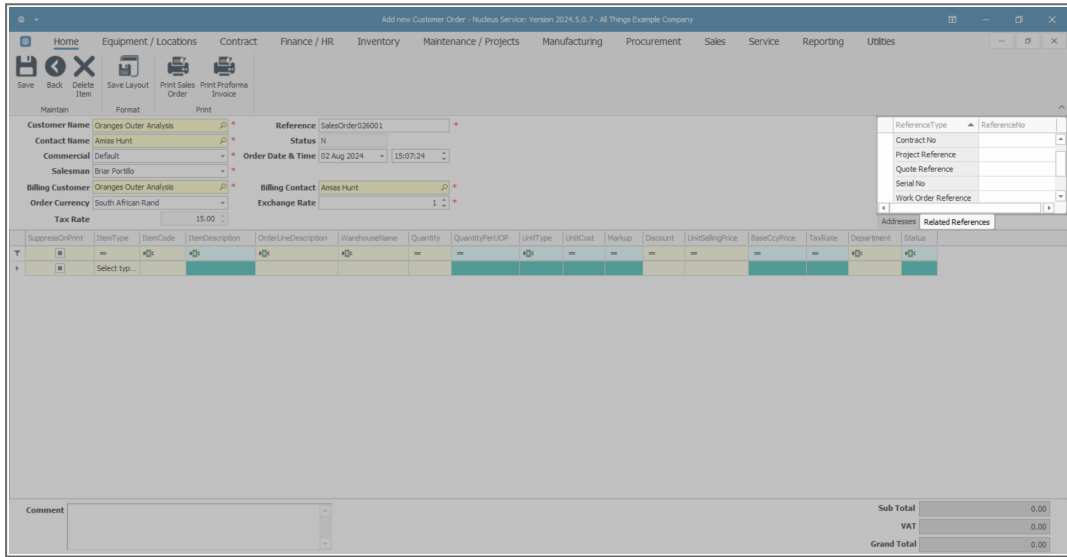 Add new Customer Order - Nucleus Service: Version 2024.5.0.7 - All Things Example Company
Home Equipment / Locations Contract Finance / HR Inventory Maintenance / Projects Manufacturing Procurement Sales Service Reporting Utilities
Save Back Delete Item Save Layout Print Sales Order Print Proforma Invoice
Maintain Format Print
Customer Name Oranges Outer Analysis * Reference SalesOrder026001 *
Contact Name Amias Hunt * Status N
Commercial Default * Order Date & Time 02 Aug 2024 15:07:24
Salesman Briar Portillo *
Billing Customer Oranges Outer Analysis * Billing Contact Amias Hunt *
Order Currency South African Rand Exchange Rate 1 *
Tax Rate 15.00
ReferenceType ReferenceNo
Contract No
Project Reference
Quote Reference
Serial No
Work Order Reference
Addresses Related References
SuppressOnPrint ItemType ItemCode ItemDescription OrderLineDescription WarehouseName Quantity QuantityPerUOP UnitType UnitCost Markup Discount UnitSellingPrice BaseCcyPrice TaxRate Department Status
Select typ...
Comment
Sub Total 0.00
VAT 0.00
Grand Total 0.00